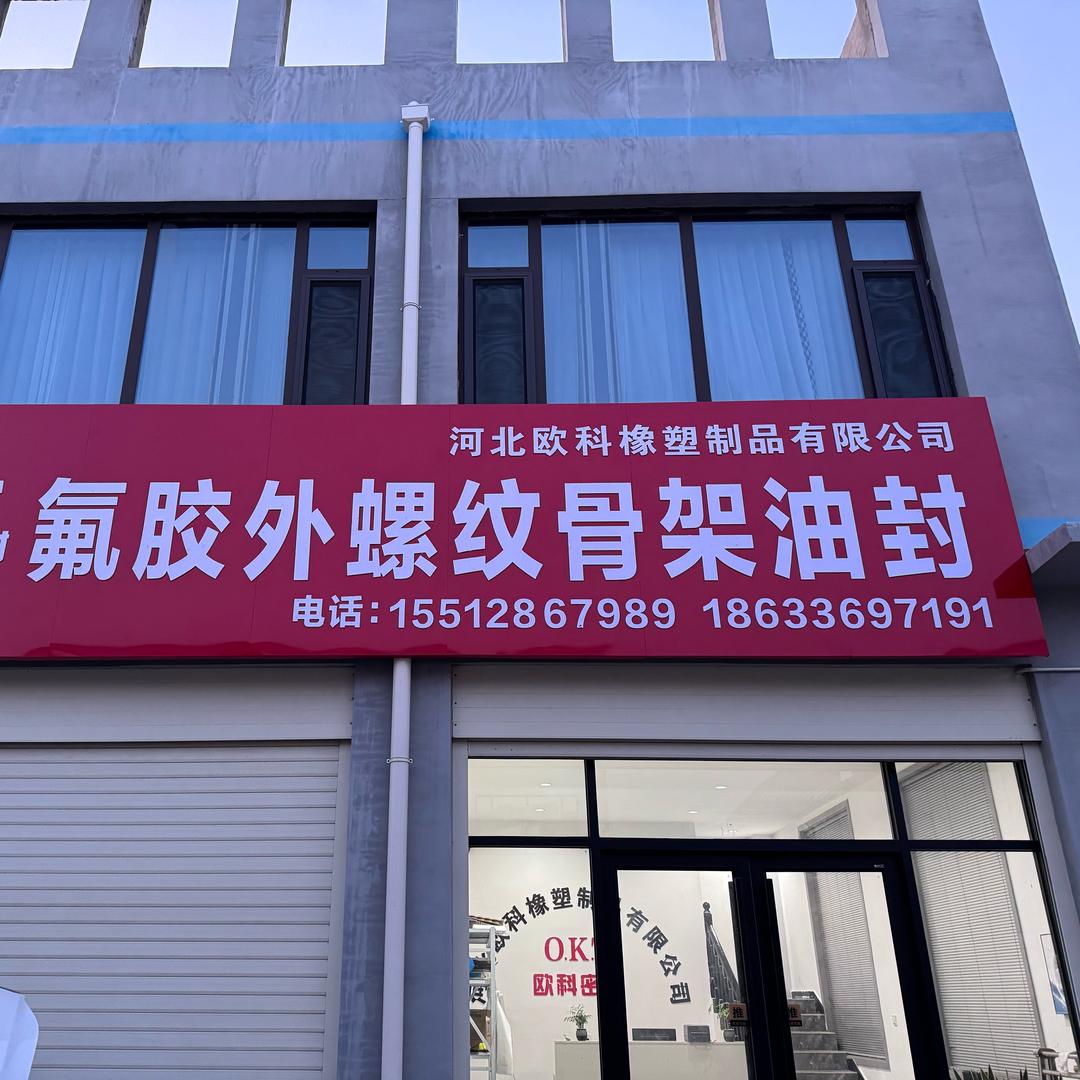 河北欧科橡塑制品有限公司
氟胶外螺纹骨架油封
电话:15512867989 18633697191
欧科橡塑制品有限公司
O.K.
欧科密
推
推